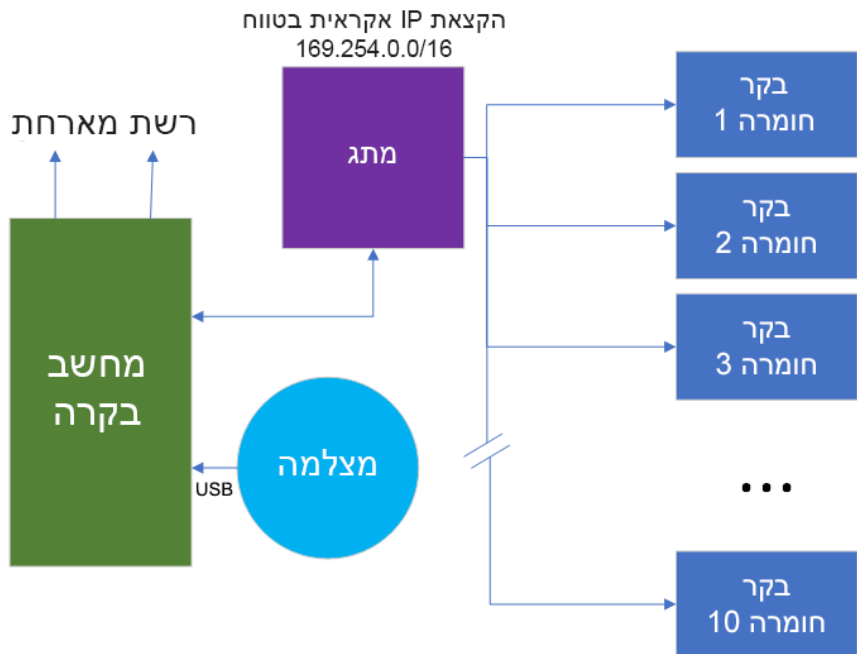 הקצאת IP אקראית בטווח
169.254.0.0/16
מתג
רשת מארחת
מחשב
בקרה
מצלמה
USB
בקר
חומרה 1
בקר
חומרה 2
בקר
חומרה 3
...
בקר
חומרה 10